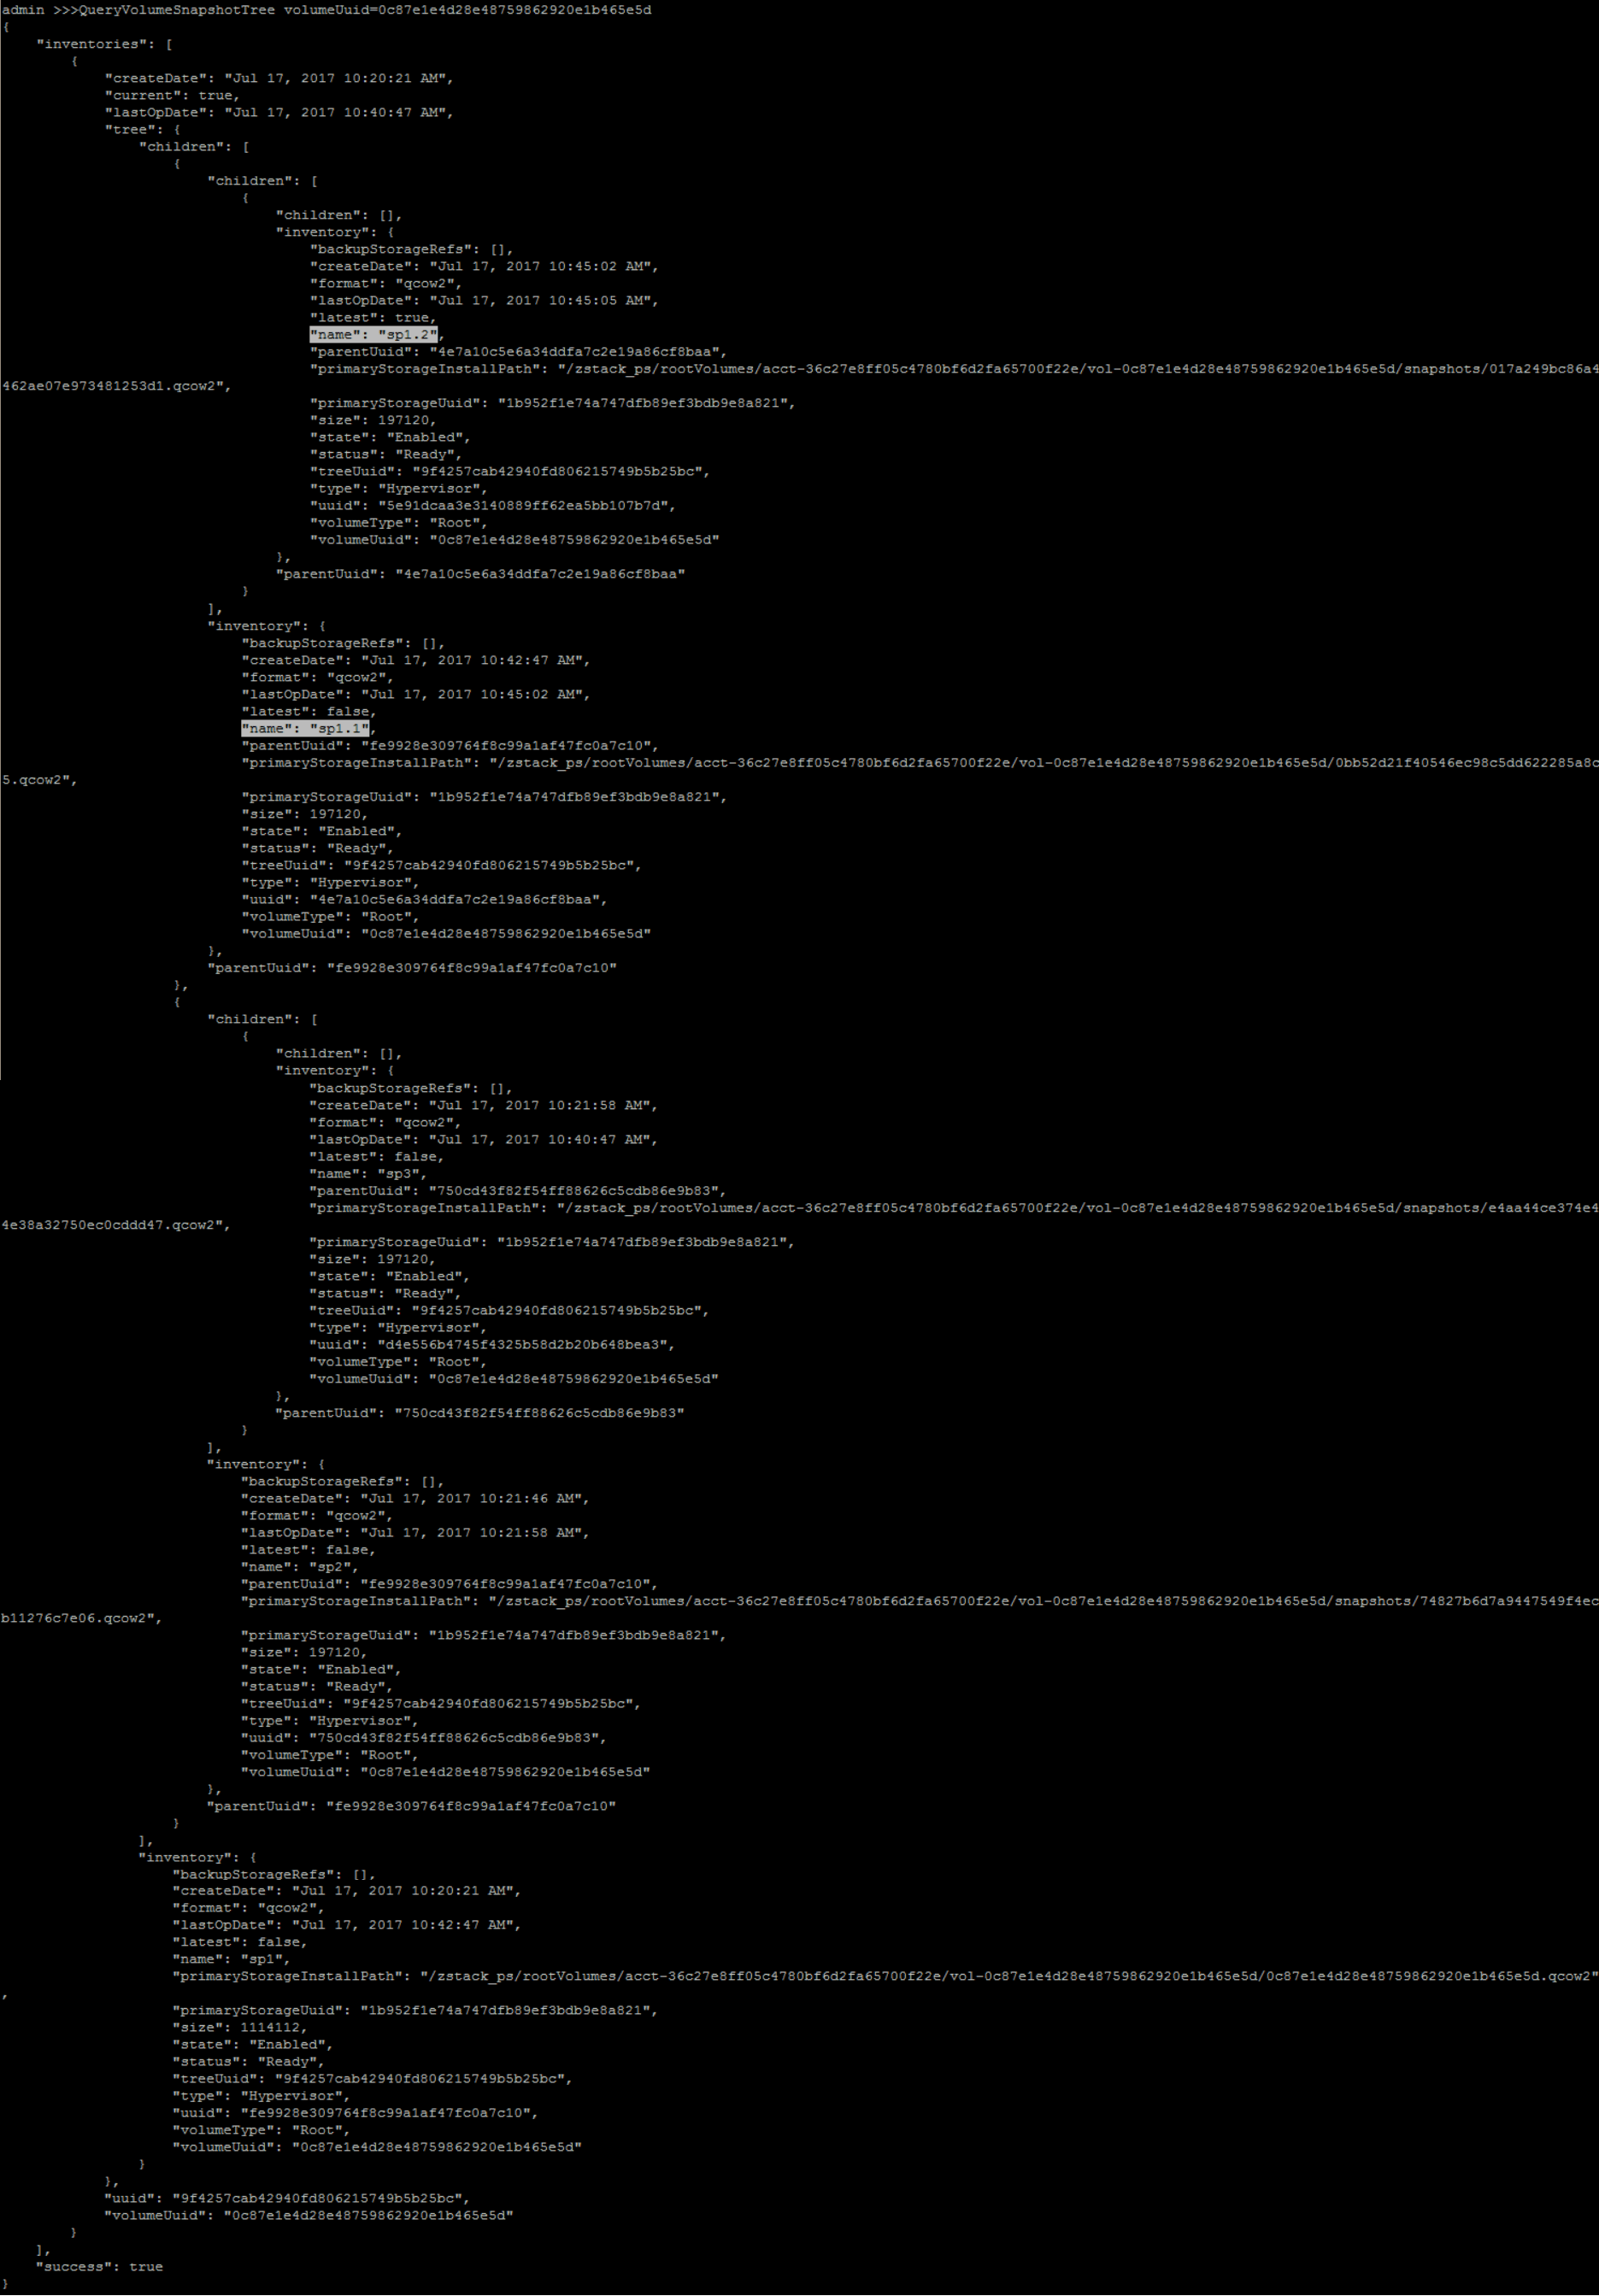 admin >>>QueryVolumeSnapshotTree volumeUuid=0c87e1e4d28e48759862920e1b465e5d
{
    "inventories": [
        {
            "createDate": "Jul 17, 2017 10:20:21 AM",
            "current": true,
            "lastOpDate": "Jul 17, 2017 10:40:47 AM",
            "tree": {
                "children": [
                    {
                        "children": [
                            {
                                "children": [],
                                "inventory": {
                                    "backupStorageRefs": [],
                                    "createDate": "Jul 17, 2017 10:45:02 AM",
                                    "format": "qcow2",
                                    "lastOpDate": "Jul 17, 2017 10:45:05 AM",
                                    "latest": true,
                                    "name": "sp1.2",
                                    "parentUuid": "4e7a10c5e6a34ddfa7c2e19a86cf8baa",
                                    "primaryStorageInstallPath": "/zstack_ps/rootVolumes/acct-36c27e8ff05c4780bf6d2fa65700f22e/vol-0c87e1e4d28e48759862920e1b465e5d/snapshots/017a249bc86a4
462ae07e973481253d1.qcow2",
                                    "primaryStorageUuid": "1b952f1e74a747dfb89ef3bdb9e8a821",
                                    "size": 197120,
                                    "state": "Enabled",
                                    "status": "Ready",
                                    "treeUuid": "9f4257cab42940fd806215749b5b25bc",
                                    "type": "Hypervisor",
                                    "uuid": "5e91dcaa3e3140889ff62ea5bb107b7d",
                                    "volumeType": "Root",
                                    "volumeUuid": "0c87e1e4d28e48759862920e1b465e5d"
                                },
                                "parentUuid": "4e7a10c5e6a34ddfa7c2e19a86cf8baa"
                            }
                        ],
                        "inventory": {
                            "backupStorageRefs": [],
                            "createDate": "Jul 17, 2017 10:42:47 AM",
                            "format": "qcow2",
                            "lastOpDate": "Jul 17, 2017 10:45:02 AM",
                            "latest": false,
                            "name": "sp1.1",
                            "parentUuid": "fe9928e309764f8c99a1af47fc0a7c10",
                            "primaryStorageInstallPath": "/zstack_ps/rootVolumes/acct-36c27e8ff05c4780bf6d2fa65700f22e/vol-0c87e1e4d28e48759862920e1b465e5d/0bb52d21f40546ec98c5dd622285a8c
5.qcow2",
                            "primaryStorageUuid": "1b952f1e74a747dfb89ef3bdb9e8a821",
                            "size": 197120,
                            "state": "Enabled",
                            "status": "Ready",
                            "treeUuid": "9f4257cab42940fd806215749b5b25bc",
                            "type": "Hypervisor",
                            "uuid": "4e7a10c5e6a34ddfa7c2e19a86cf8baa",
                            "volumeType": "Root",
                            "volumeUuid": "0c87e1e4d28e48759862920e1b465e5d"
                        },
                        "parentUuid": "fe9928e309764f8c99a1af47fc0a7c10"
                    },
                    {
                        "children": [
                            {
                                "children": [],
                                "inventory": {
                                    "backupStorageRefs": [],
                                    "createDate": "Jul 17, 2017 10:21:58 AM",
                                    "format": "qcow2",
                                    "lastOpDate": "Jul 17, 2017 10:40:47 AM",
                                    "latest": false,
                                    "name": "sp3",
                                    "parentUuid": "750cd43f82f54ff88626c5cdb86e9b83",
                                    "primaryStorageInstallPath": "/zstack_ps/rootVolumes/acct-36c27e8ff05c4780bf6d2fa65700f22e/vol-0c87e1e4d28e48759862920e1b465e5d/snapshots/e4aa44ce374e4
4e38a32750ec0cddd47.qcow2",
                                    "primaryStorageUuid": "1b952f1e74a747dfb89ef3bdb9e8a821",
                                    "size": 197120,
                                    "state": "Enabled",
                                    "status": "Ready",
                                    "treeUuid": "9f4257cab42940fd806215749b5b25bc",
                                    "type": "Hypervisor",
                                    "uuid": "d4e556b4745f4325b58d2b20b648bea3",
                                    "volumeType": "Root",
                                    "volumeUuid": "0c87e1e4d28e48759862920e1b465e5d"
                                },
                                "parentUuid": "750cd43f82f54ff88626c5cdb86e9b83"
                            }
                        ],
                        "inventory": {
                            "backupStorageRefs": [],
                            "createDate": "Jul 17, 2017 10:21:46 AM",
                            "format": "qcow2",
                            "lastOpDate": "Jul 17, 2017 10:21:58 AM",
                            "latest": false,
                            "name": "sp2",
                            "parentUuid": "fe9928e309764f8c99a1af47fc0a7c10",
                            "primaryStorageInstallPath": "/zstack_ps/rootVolumes/acct-36c27e8ff05c4780bf6d2fa65700f22e/vol-0c87e1e4d28e48759862920e1b465e5d/snapshots/74827b6d7a9447549f4ec
b11276c7e06.qcow2",
                            "primaryStorageUuid": "1b952f1e74a747dfb89ef3bdb9e8a821",
                            "size": 197120,
                            "state": "Enabled",
                            "status": "Ready",
                            "treeUuid": "9f4257cab42940fd806215749b5b25bc",
                            "type": "Hypervisor",
                            "uuid": "750cd43f82f54ff88626c5cdb86e9b83",
                            "volumeType": "Root",
                            "volumeUuid": "0c87e1e4d28e48759862920e1b465e5d"
                        },
                        "parentUuid": "fe9928e309764f8c99a1af47fc0a7c10"
                    }
                ],
                "inventory": {
                    "backupStorageRefs": [],
                    "createDate": "Jul 17, 2017 10:20:21 AM",
                    "format": "qcow2",
                    "lastOpDate": "Jul 17, 2017 10:42:47 AM",
                    "latest": false,
                    "name": "sp1",
                    "primaryStorageInstallPath": "/zstack_ps/rootVolumes/acct-36c27e8ff05c4780bf6d2fa65700f22e/vol-0c87e1e4d28e48759862920e1b465e5d/0c87e1e4d28e48759862920e1b465e5d.qcow2"
,
                    "primaryStorageUuid": "1b952f1e74a747dfb89ef3bdb9e8a821",
                    "size": 1114112,
                    "state": "Enabled",
                    "status": "Ready",
                    "treeUuid": "9f4257cab42940fd806215749b5b25bc",
                    "type": "Hypervisor",
                    "uuid": "fe9928e309764f8c99a1af47fc0a7c10",
                    "volumeType": "Root",
                    "volumeUuid": "0c87e1e4d28e48759862920e1b465e5d"
                }
            },
            "uuid": "9f4257cab42940fd806215749b5b25bc",
            "volumeUuid": "0c87e1e4d28e48759862920e1b465e5d"
        }
    ],
    "success": true
}